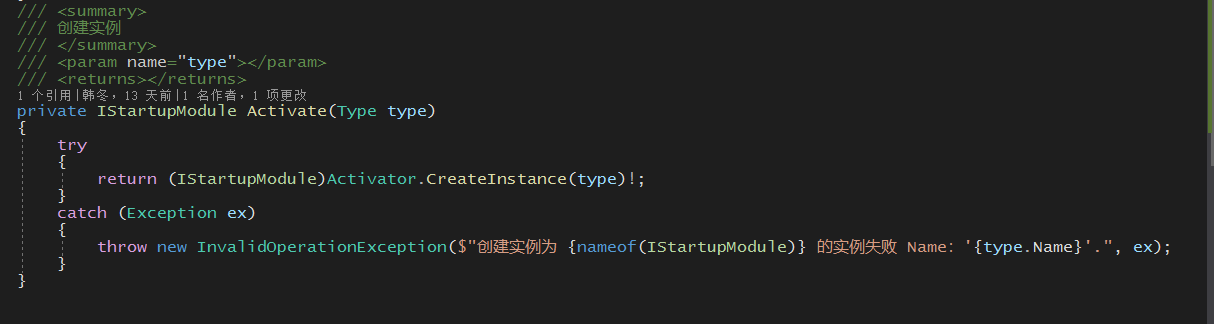 /// <summary>
/// 创建实例
/// </summary>
/// <param name="type"></param>
/// <returns></returns>
1 个引用|韩冬，13 天前|1 名作者，1 项更改
private IStartupModule Activate(Type type)
{
try
{
return (IStartupModule)Activator.CreateInstance(type)!;
}
catch (Exception ex)
{
throw new InvalidOperationException($"创建实例为 {nameof(IStartupModule)} 的实例失败 Name: '{type.Name}'.", ex);
}
}